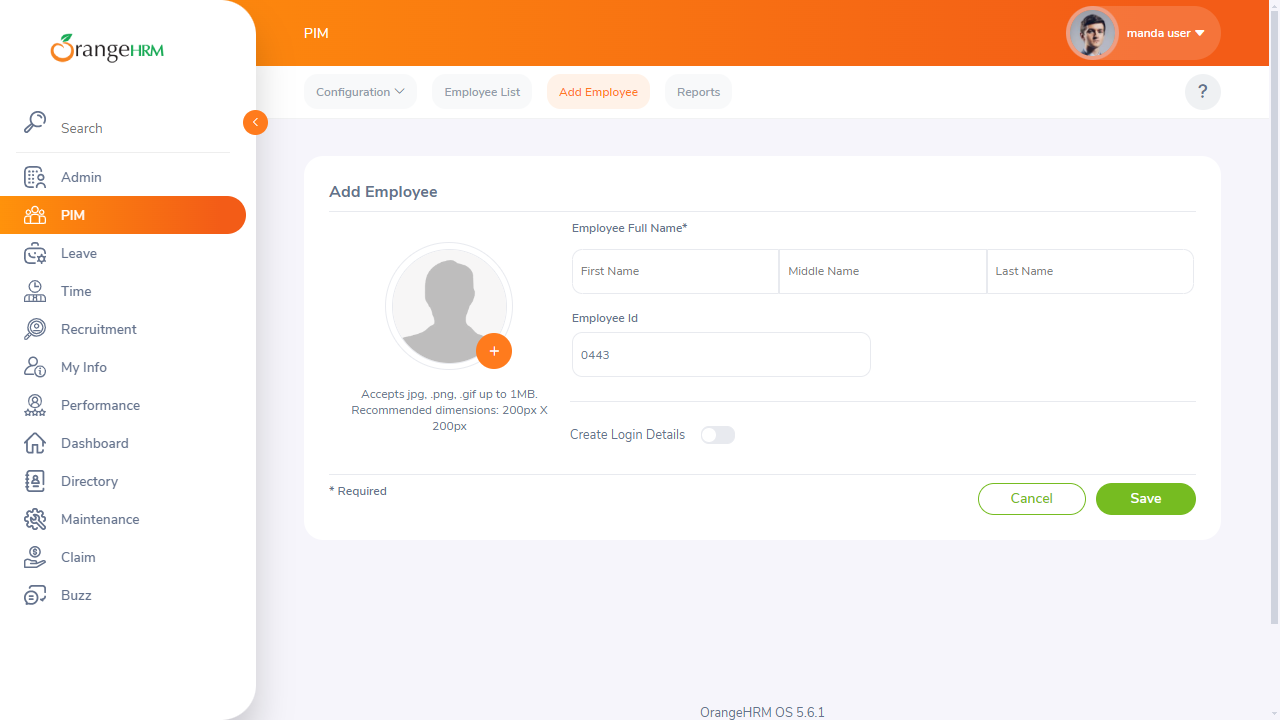 OrangeHRM
PIM
manda user
Configuration
Employee List
Add Employee
Reports
?
Search
Admin
PIM
Leave
Time
Recruitment
My Info
Performance
Dashboard
Directory
Maintenance
Claim
Buzz
Add Employee
Employee Full Name*
First Name
Middle Name
Last Name
Employee Id
0443
Accepts jpg, .png, .gif up to 1MB.
Recommended dimensions: 200px X
200px
Create Login Details
* Required
Cancel
Save
OrangeHRM OS 5.6.1